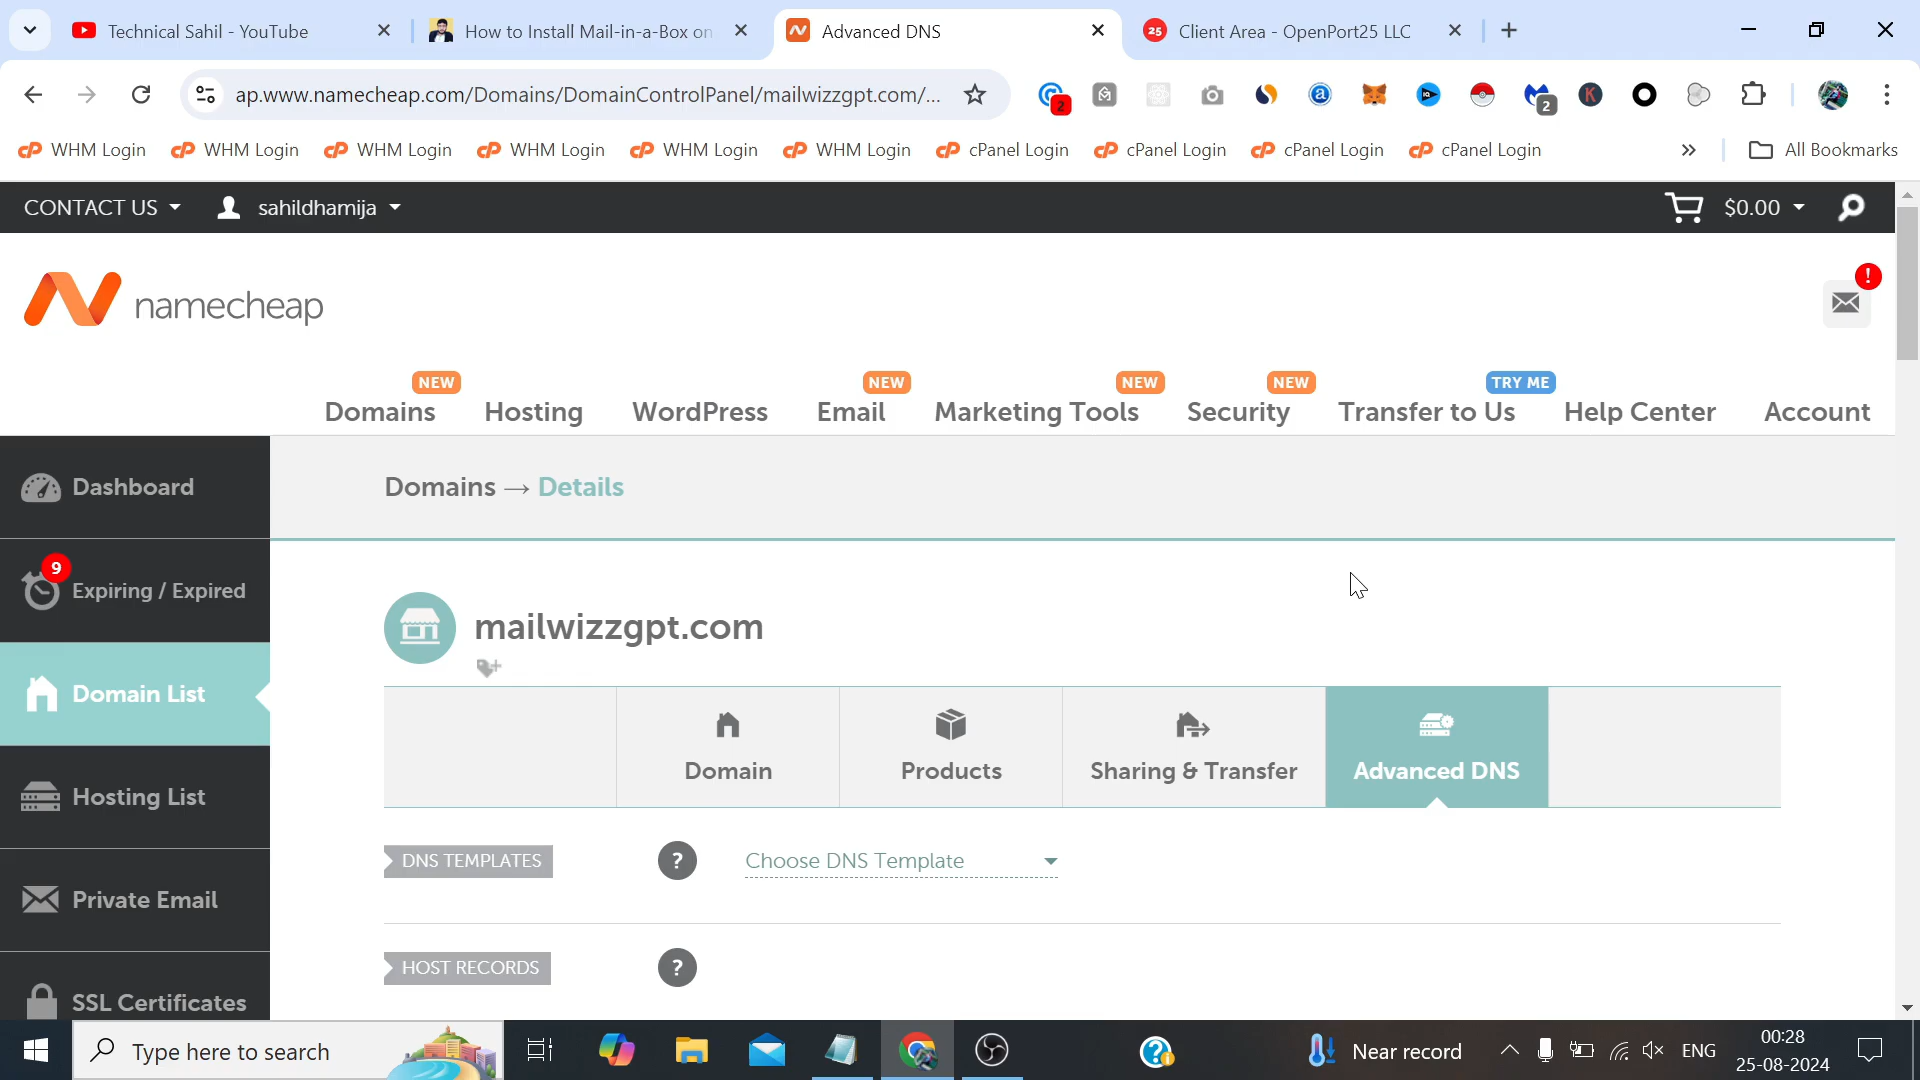 Technical Sahil - YouTube
How to Install Mail-in-a-Box on
Advanced DNS
25
Client Area - OpenPort25 LLC
ap.www.namecheap.com/Domains/DomainControlPanel/mailwizzgpt.com/...
2
2
K
WHM Login
WHM Login
WHM Login
WHM Login
WHM Login
WHM Login
cPanel Login
cPanel Login
cPanel Login
cPanel Login
»
All Bookmarks
CONTACT US
sahildhamija
$0.00
namecheap
!
NEW
NEW
NEW
NEW
TRY ME
Domains
Hosting
WordPress
Email
Marketing Tools
Security
Transfer to Us
Help Center
Account
Dashboard
9
Expiring / Expired
Domain List
Hosting List
Private Email
SSL Certificates
Domains → Details
mailwizzgpt.com
Domain
Products
Sharing & Transfer
Advanced DNS
DNS TEMPLATES
?
Choose DNS Template
HOST RECORDS
?
Type here to search
Near record
ENG
00:28
25-08-2024